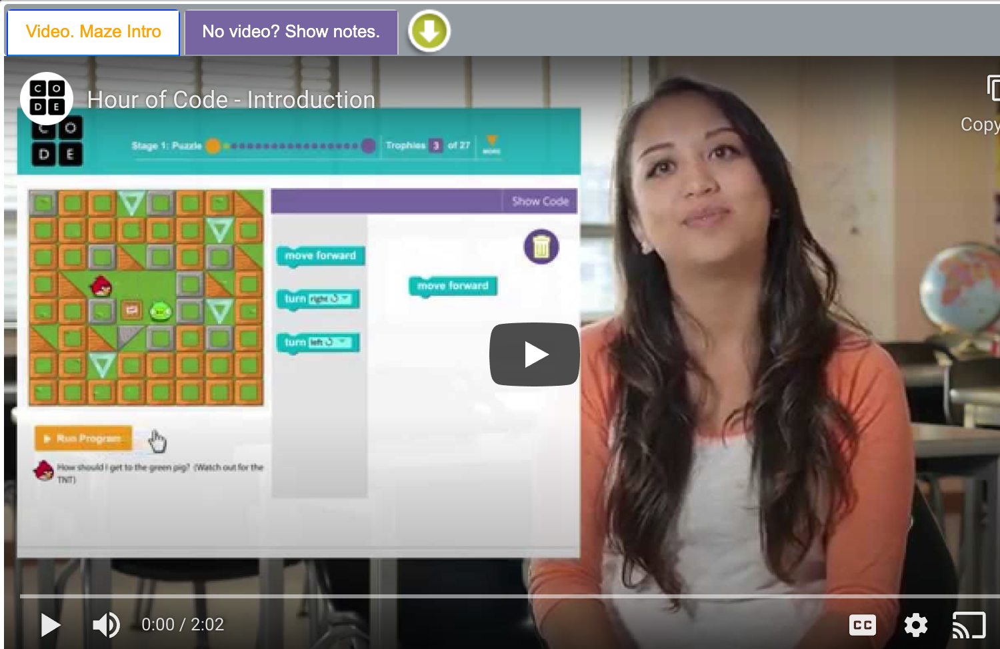 Video. Maze Intro
No video? Show notes.
CODE
Hour of Code - Introduction
Copy
CODE
Stage 1: Puzzle
Trophies 3 of 27
MORE
Show Code
move forward
move forward
turn right
turn left
Run Program
How should I get to the green pig? (Watch out for the
TNT)
0:00 / 2:02
CC